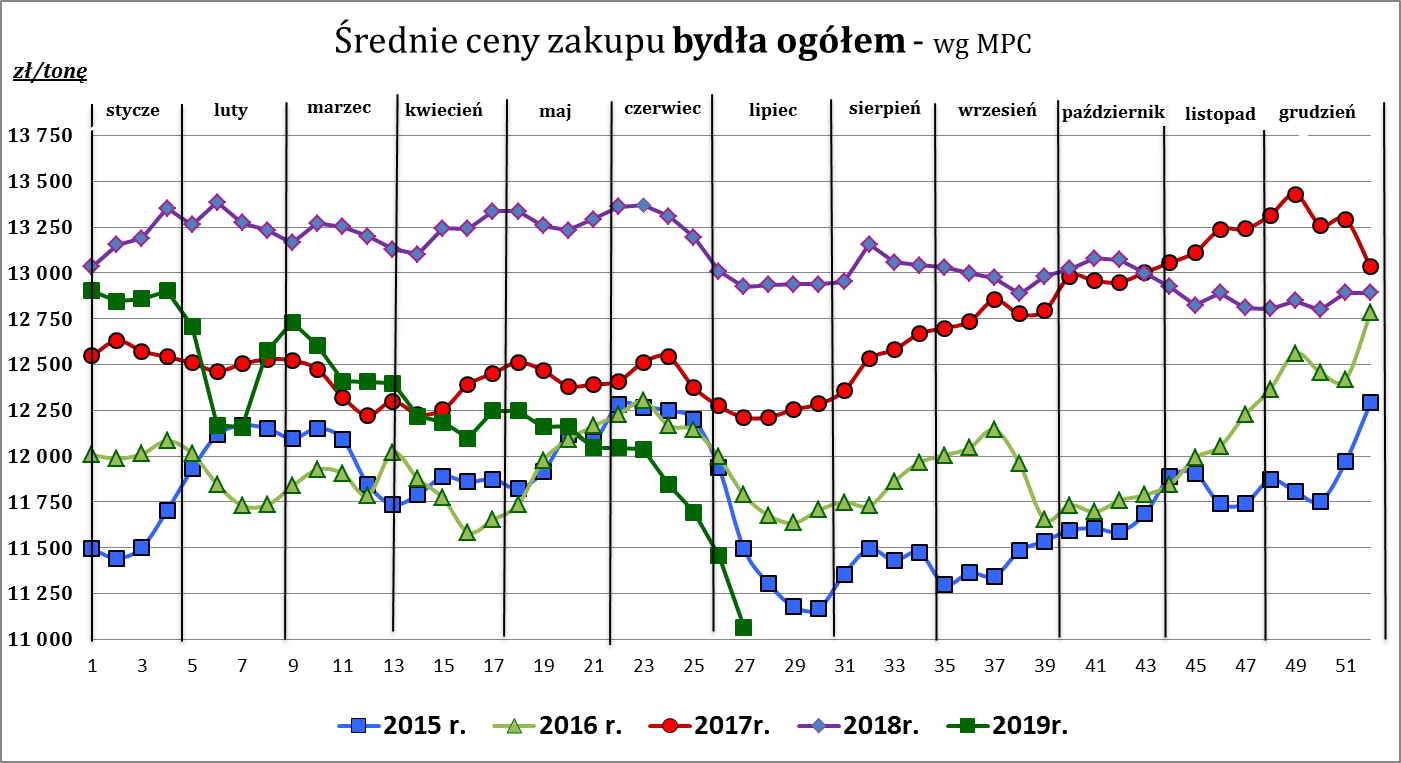 Średnie ceny zakupu bydła ogółem - wg MPC
zł/tonę
stycze luty marzec kwiecień maj czerwiec lipiec sierpień wrzesień październik listopad grudzień
13 750
13 500
13 250
13 000
12 750
12 500
12 250
12 000
11 750
11 500
11 250
11 000
1 3 5 7 9 11 13 15 17 19 21 23 25 27 29 31 33 35 37 39 41 43 45 47 49 51
2015 r. 2016 r. 2017r. 2018r. 2019r.